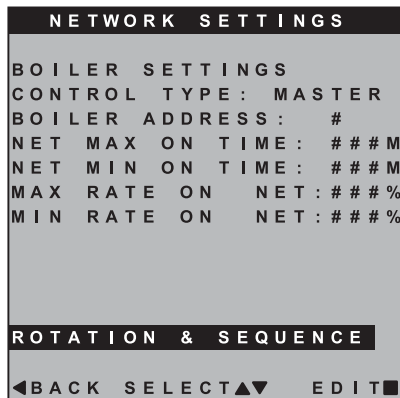 NETWORK SETTINGS
BOILER SETTINGS
CONTROL TYPE: MASTER
BOILER ADDRESS: #
NET MAX ON TIME: ###M
NET MIN ON TIME: ###M
MAX RATE ON NET:###%
MIN RATE ON NET:###%
ROTATION & SEQUENCE
◀BACK SELECT▲▼ EDIT■